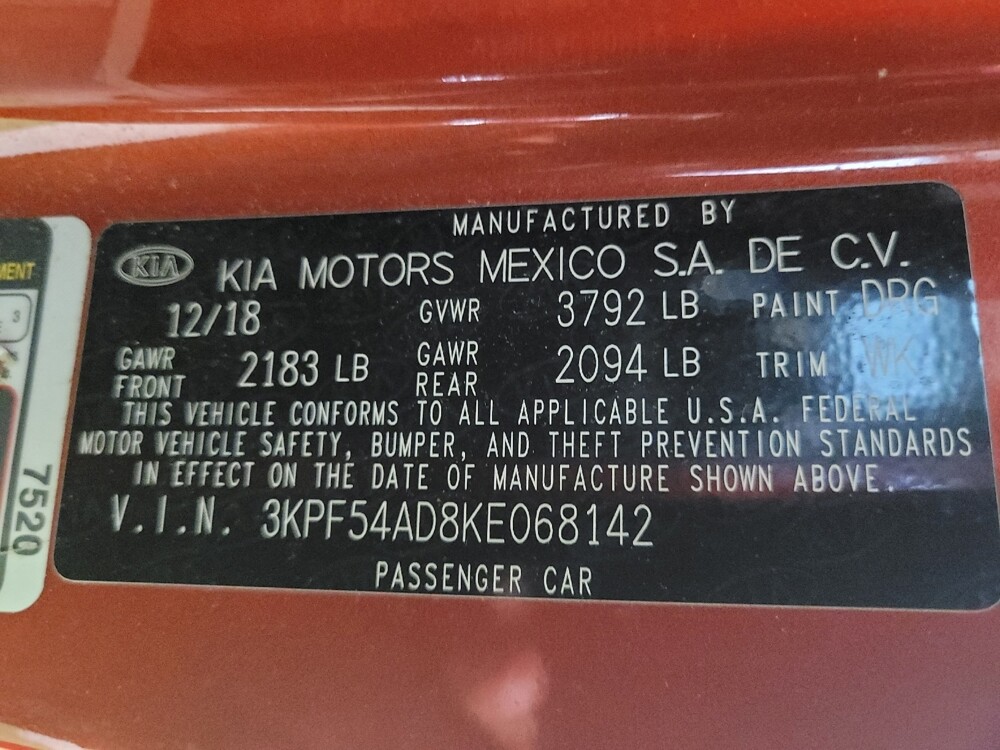 MANUFACTURED BY
KIA KIA MOTORS MEXICO S.A. DE C.V.
12/18 GVWR 3792 LB PAINT DRG
GAWR FRONT 2183 LB GAWR REAR 2094 LB TRIM WK
THIS VEHICLE CONFORMS TO ALL APPLICABLE U.S.A. FEDERAL
MOTOR VEHICLE SAFETY, BUMPER, AND THEFT PREVENTION STANDARDS
IN EFFECT ON THE DATE OF MANUFACTURE SHOWN ABOVE.
V.I.N. 3KPF54AD8KE068142
PASSENGER CAR
MENT
3
7520